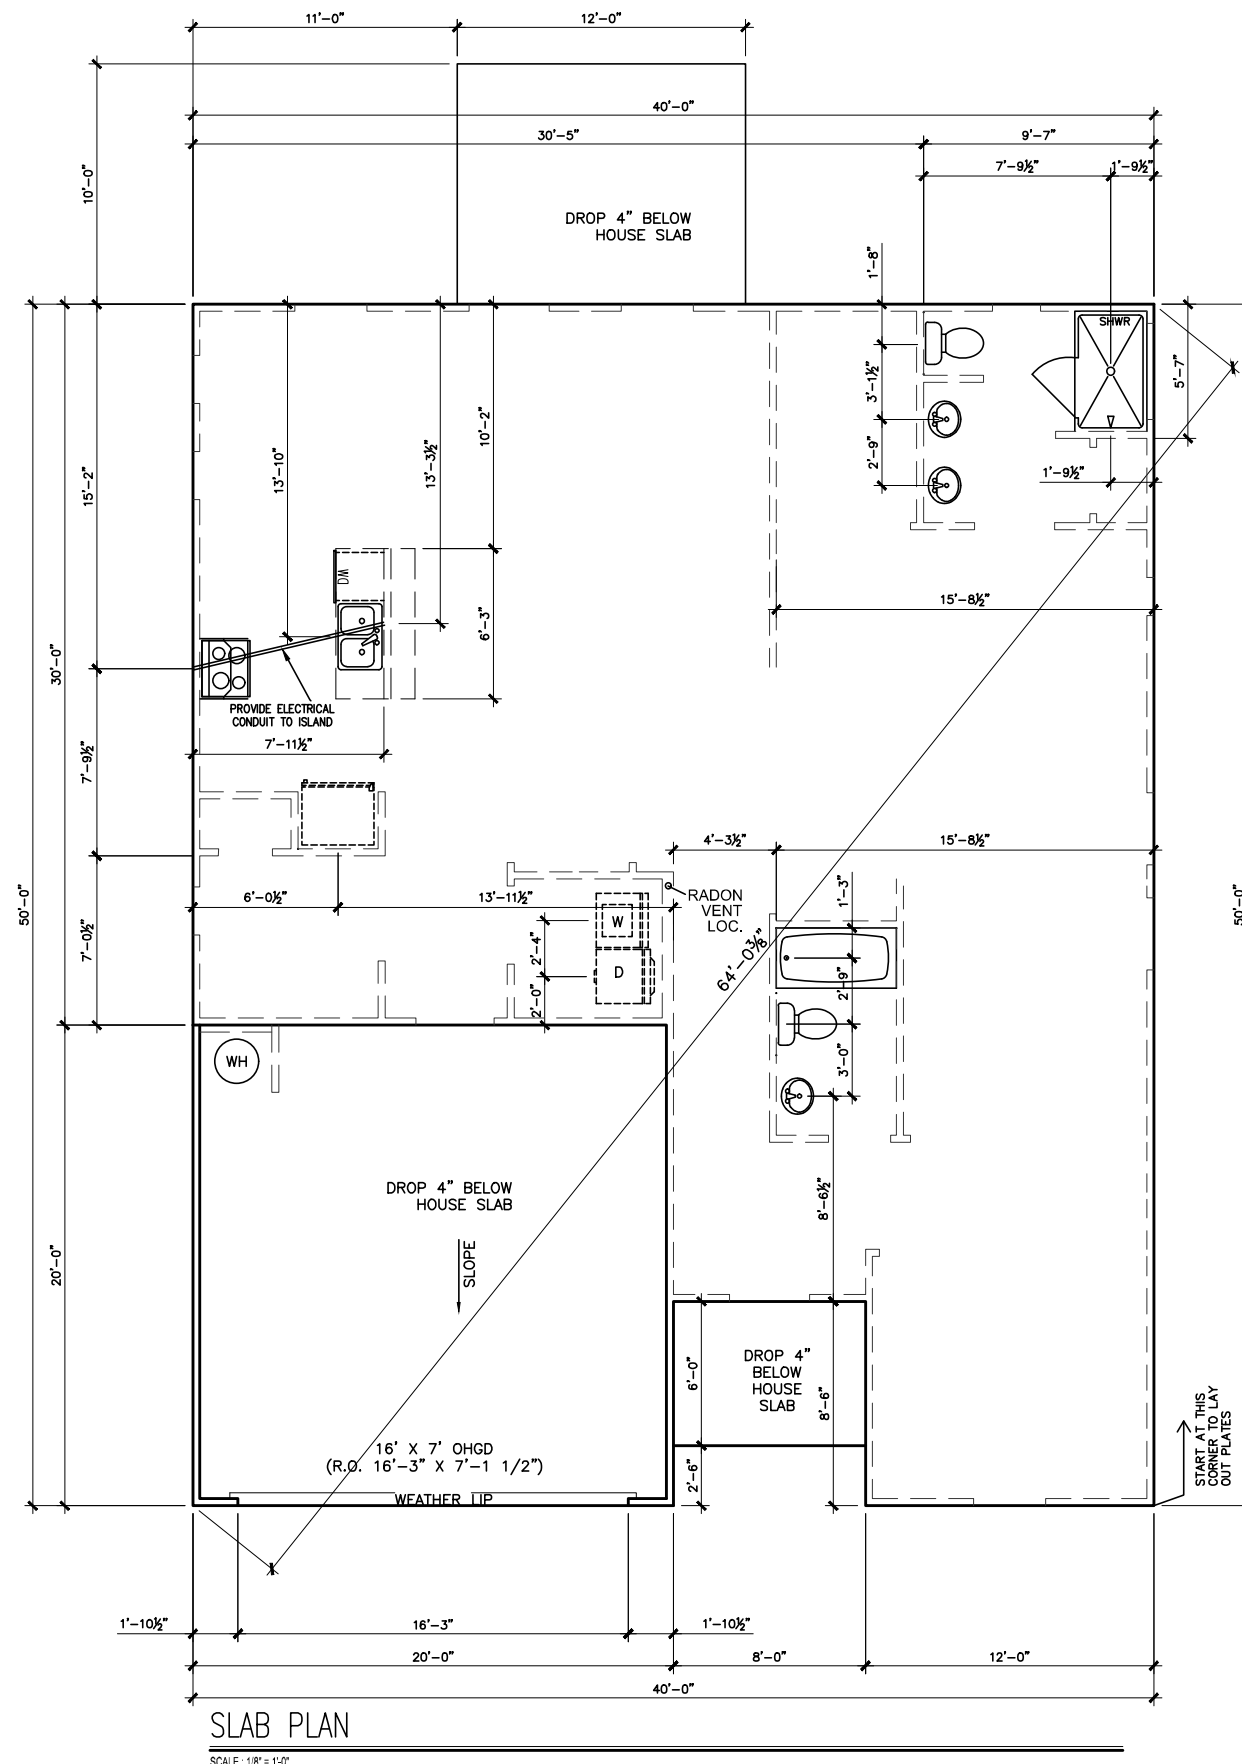 11'-0"
12'-0"
40'-0"
30'-5"
9'-7"
7'-9½"
1'-9½"
10'-0"
DROP 4" BELOW
HOUSE SLAB
1'-8"
SHWR
5'-7"
3'-1½"
10'-2"
13'-3½"
13'-10"
2'-9"
15'-2"
1'-9½"
DW
15'-8½"
6'-3"
30'-0"
PROVIDE ELECTRICAL
CONDUIT TO ISLAND
7'-11½"
7'-9½"
4'-3½"
15'-8½"
50'-0"
50'-0"
6'-0½"
13'-11½"
RADON
VENT
LOC.
1'-3"
W
7'-0½"
2'-4"
D
64'-0⅜"
2'-9"
2'-0"
WH
3'-0"
DROP 4" BELOW
HOUSE SLAB
8'-6½"
SLOPE
20'-0"
DROP 4"
BELOW
HOUSE
SLAB
6'-0"
8'-6"
START AT THIS
CORNER TO LAY
OUT PLATES
16' X 7' OHGD
(R.O. 16'-3" X 7'-1 1/2")
2'-6"
WEATHER LIP
1'-10½"
16'-3"
1'-10½"
20'-0"
8'-0"
12'-0"
40'-0"
SLAB PLAN
SCALE : 1/8" = 1'-0"